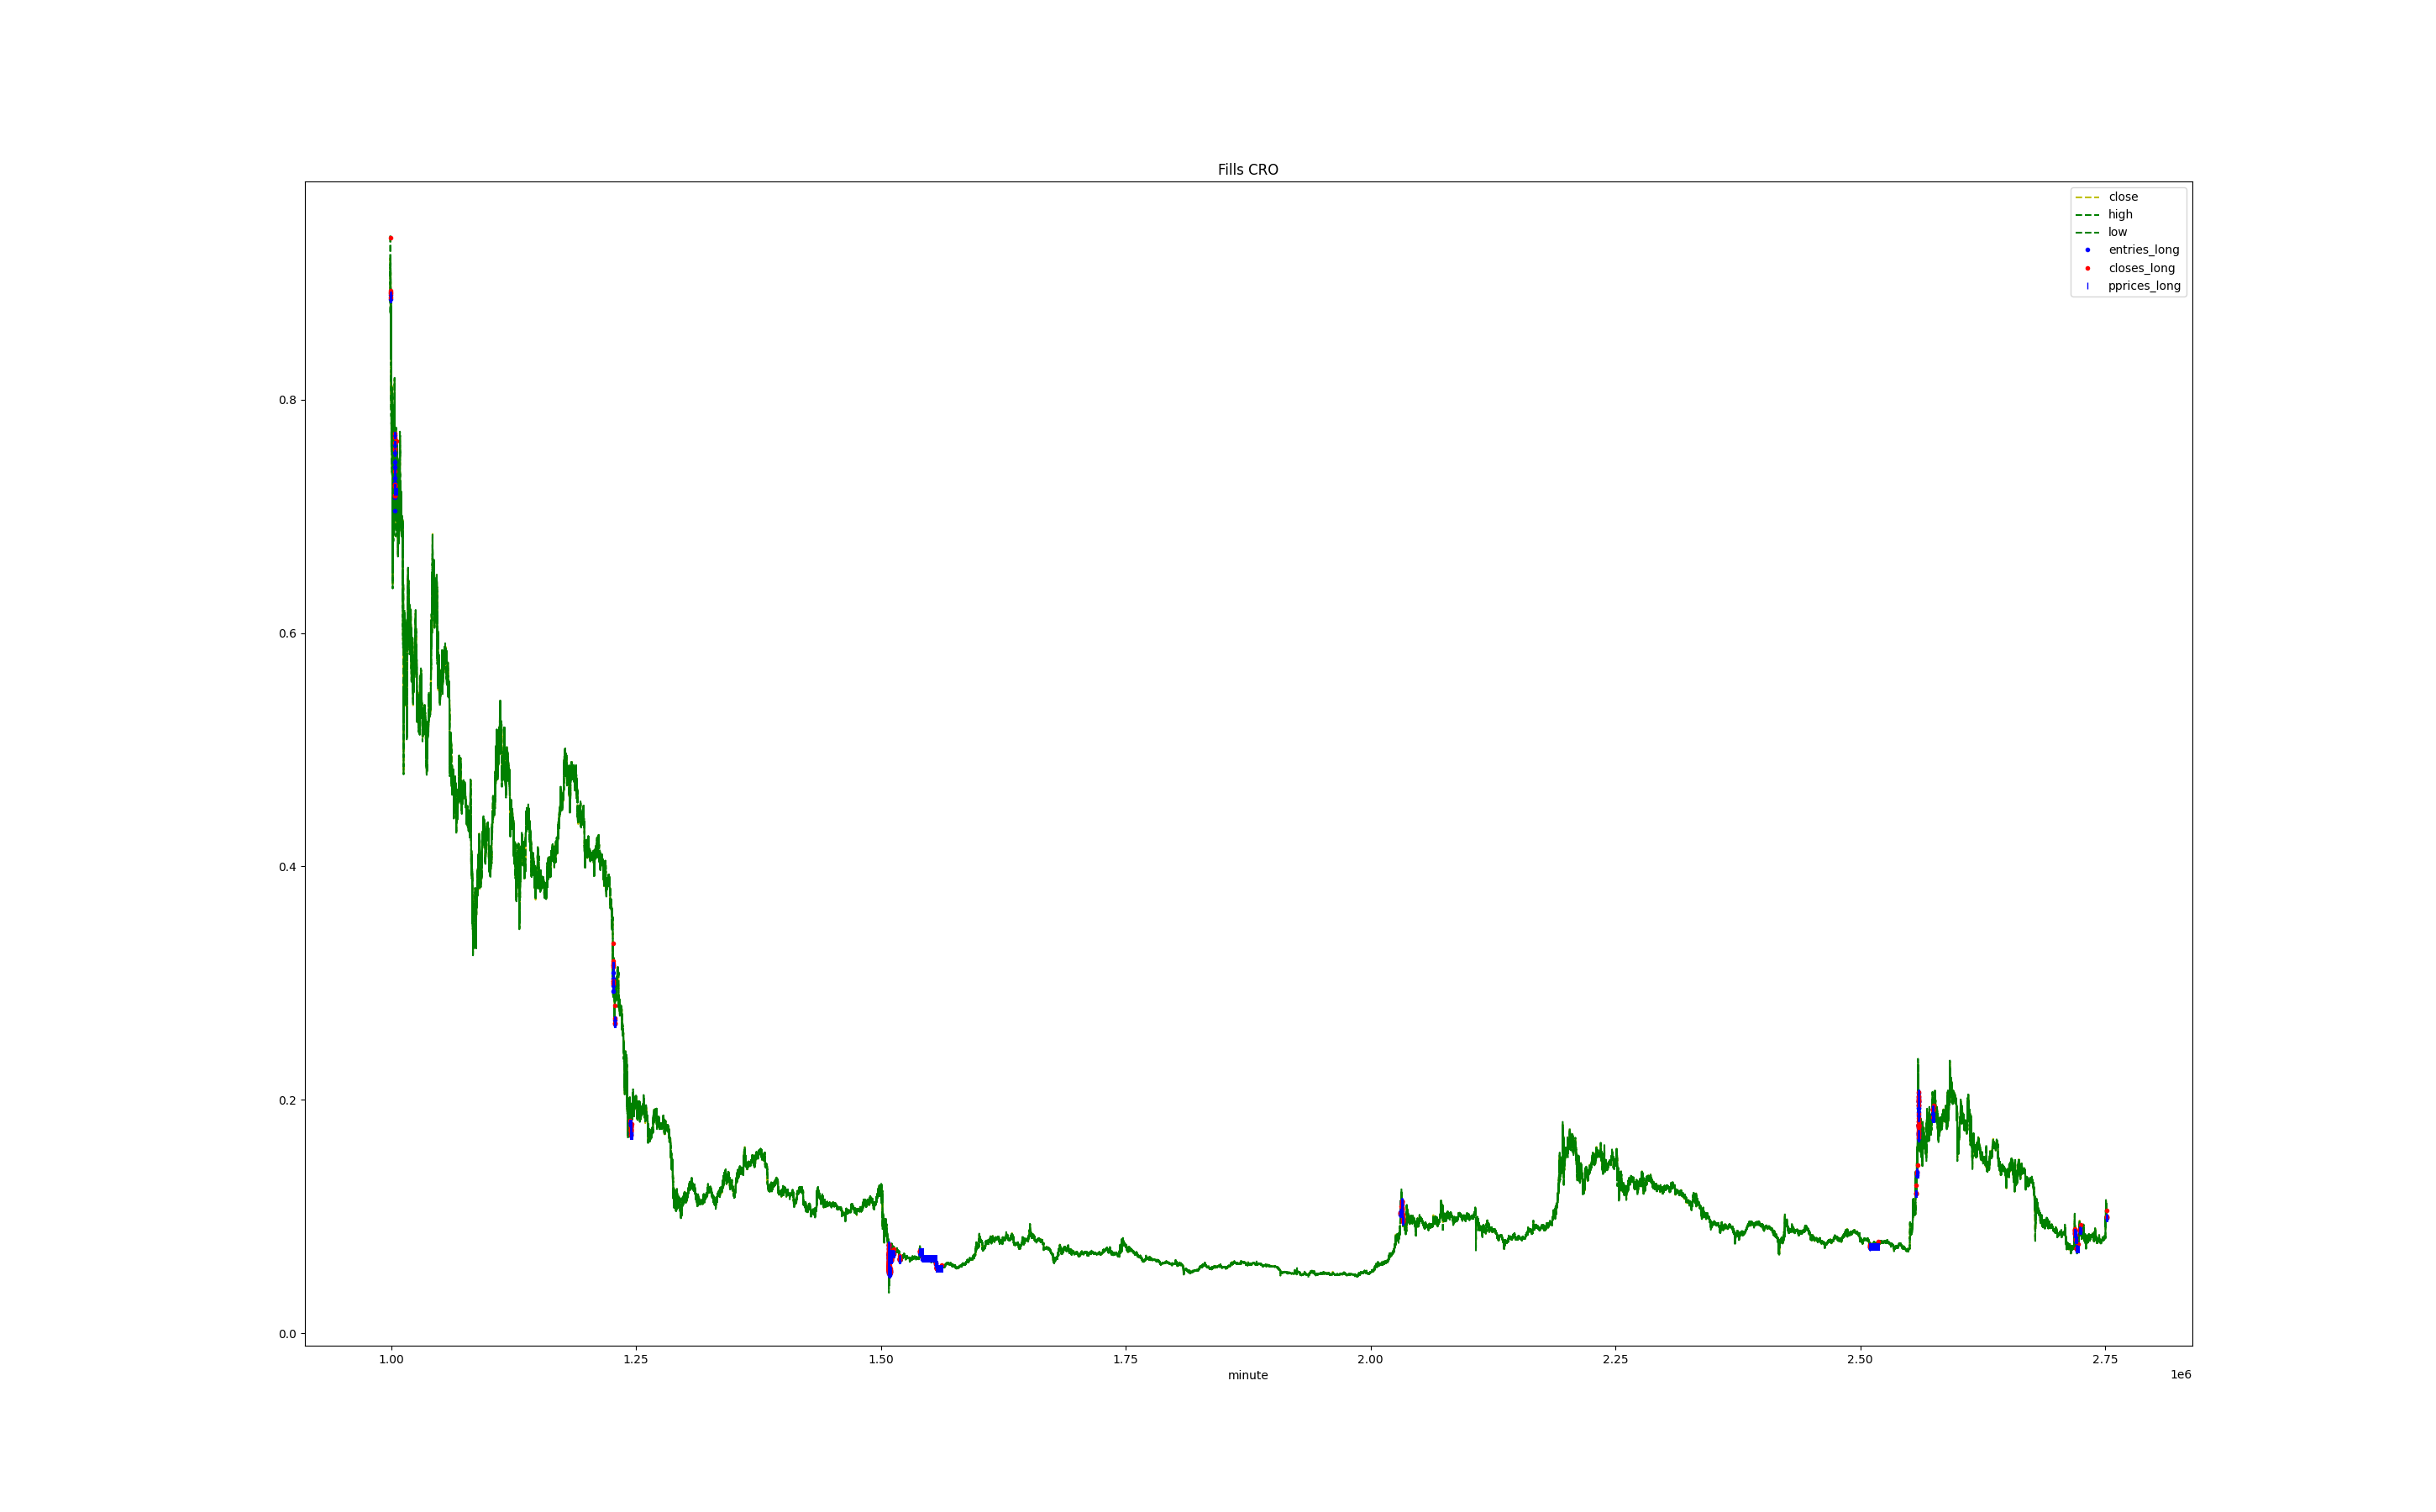 Fills CRO
close
high
low
entries_long
closes_long
pprices_long
0.8
0.6
0.4
0.2
0.0
1.00 1.25 1.50 1.75 2.00 2.25 2.50 2.75
minute 1e6